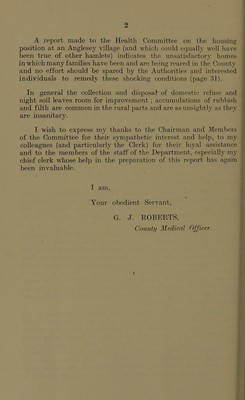 2
A report made to the Health Committee on the housing
position at an Anglesey village (and which could equally well have
been true of other hamlets) indicates the unsatisfactory homes
in which many families have been and are being reared in the County
and no effort should be spared by the Authorities and interested
individuals to remedy these shocking conditions (page 31).
In general the collection and disposal of domestic refuse and
night soil leaves room for improvement ; accumulations of rubbish
and filth are common in the rural parts and are as unsightly as they
are insanitary.
I wish to express my thanks to the Chairman and Members
of the Committee for their sympathetic interest and help, to my
colleagues (and particularly the Clerk) for their loyal assistance
and to the members of the staff of the Department, especially my
chief clerk whose help in the preparation of this report has again
been invaluable.
I am,
Your obedient Servant,
G. J. ROBERTS,
County Medical Officer.